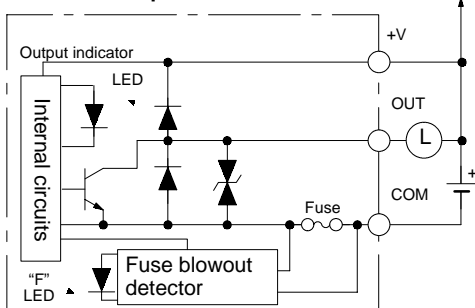 +V
Output indicator
LED
OUT
Internal circuits
L
+
COM
Fuse
"F"
LED
Fuse blowout
detector